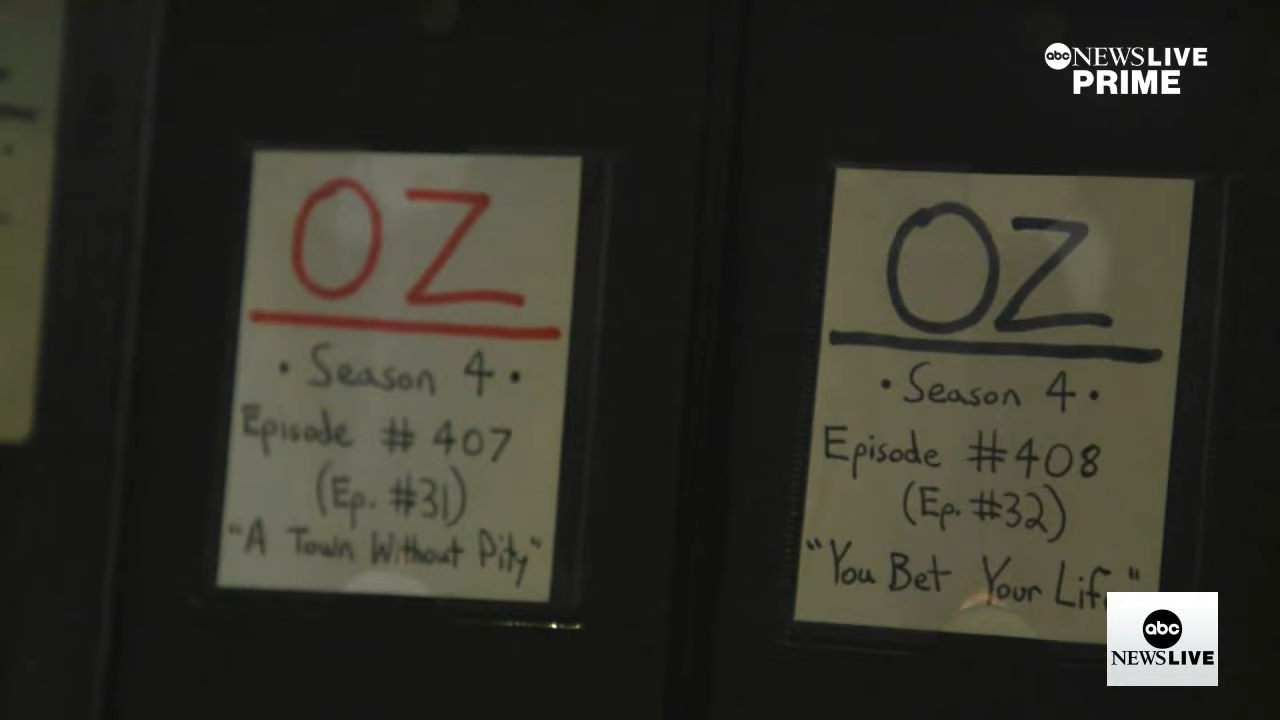 abc NEWS LIVE
PRIME
OZ
• Season 4 •
Episode # 407
(Ep. #31)
"A Town Without Pity"
OZ
• Season 4 •
Episode #408
(Ep. #32)
"You Bet Your Life"
abc
NEWS LIVE